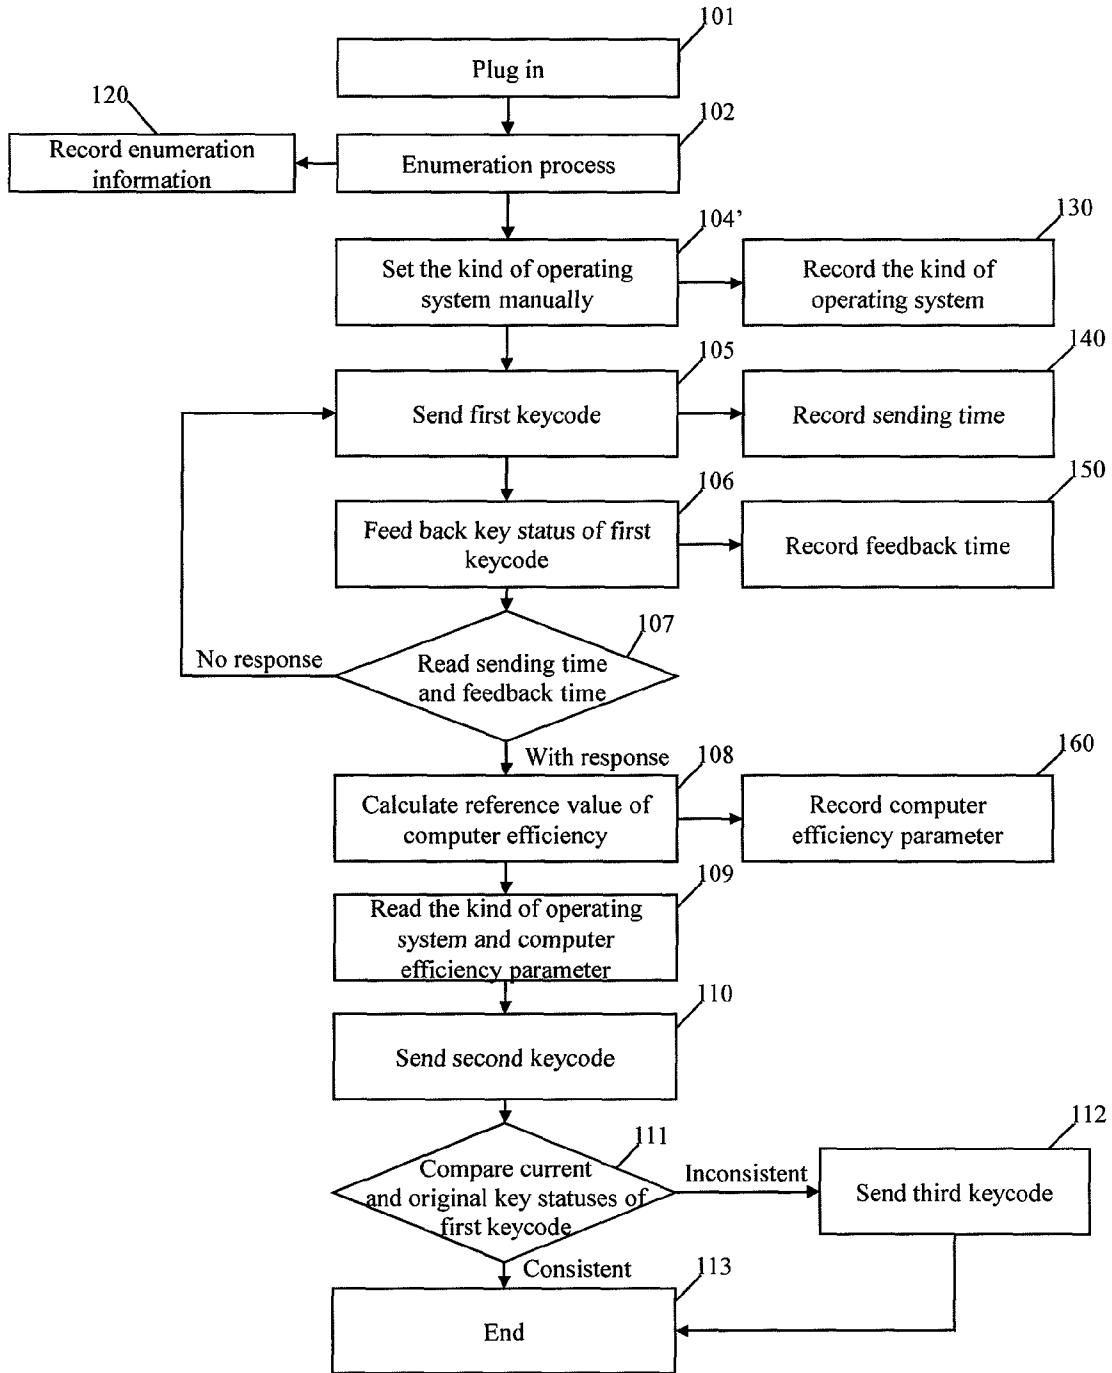 101
Plug in
120
102
Record enumeration
information
Enumeration process
104’
130
Set the kind of operating
system manually
Record the kind of
operating system
105
140
Send first keycode
Record sending time
106
150
Feed back key status of first
keycode
Record feedback time
107
No response
Read sending time
and feedback time
With response
108
160
Calculate reference value of
computer efficiency
Record computer
efficiency parameter
109
Read the kind of operating
system and computer
efficiency parameter
110
Send second keycode
111
112
Compare current
and original key statuses of
first keycode
Inconsistent
Send third keycode
Consistent
113
End